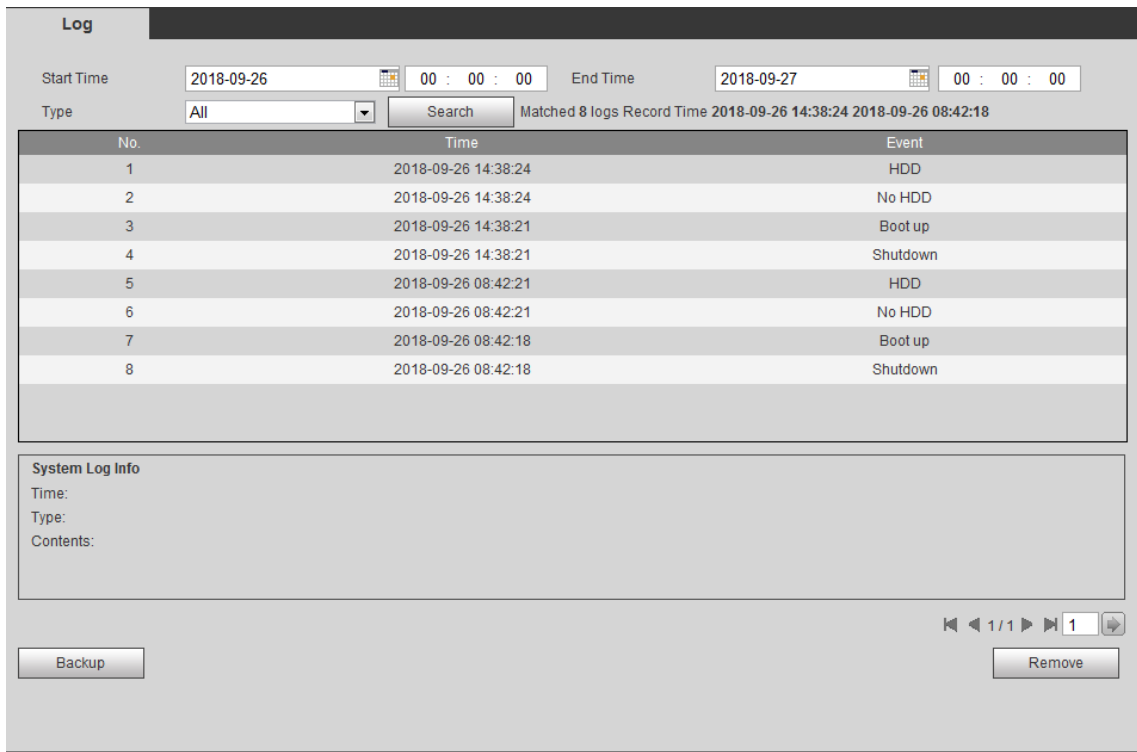 Log
Start Time 2018-09-26 00 : 00 : 00 End Time 2018-09-27 00 : 00 : 00
Type All Search Matched 8 logs Record Time 2018-09-26 14:38:24 2018-09-26 08:42:18
No. Time Event
1 2018-09-26 14:38:24 HDD
2 2018-09-26 14:38:24 No HDD
3 2018-09-26 14:38:21 Boot up
4 2018-09-26 14:38:21 Shutdown
5 2018-09-26 08:42:21 HDD
6 2018-09-26 08:42:21 No HDD
7 2018-09-26 08:42:18 Boot up
8 2018-09-26 08:42:18 Shutdown
System Log Info
Time:
Type:
Contents:
1 / 1 1
Backup Remove